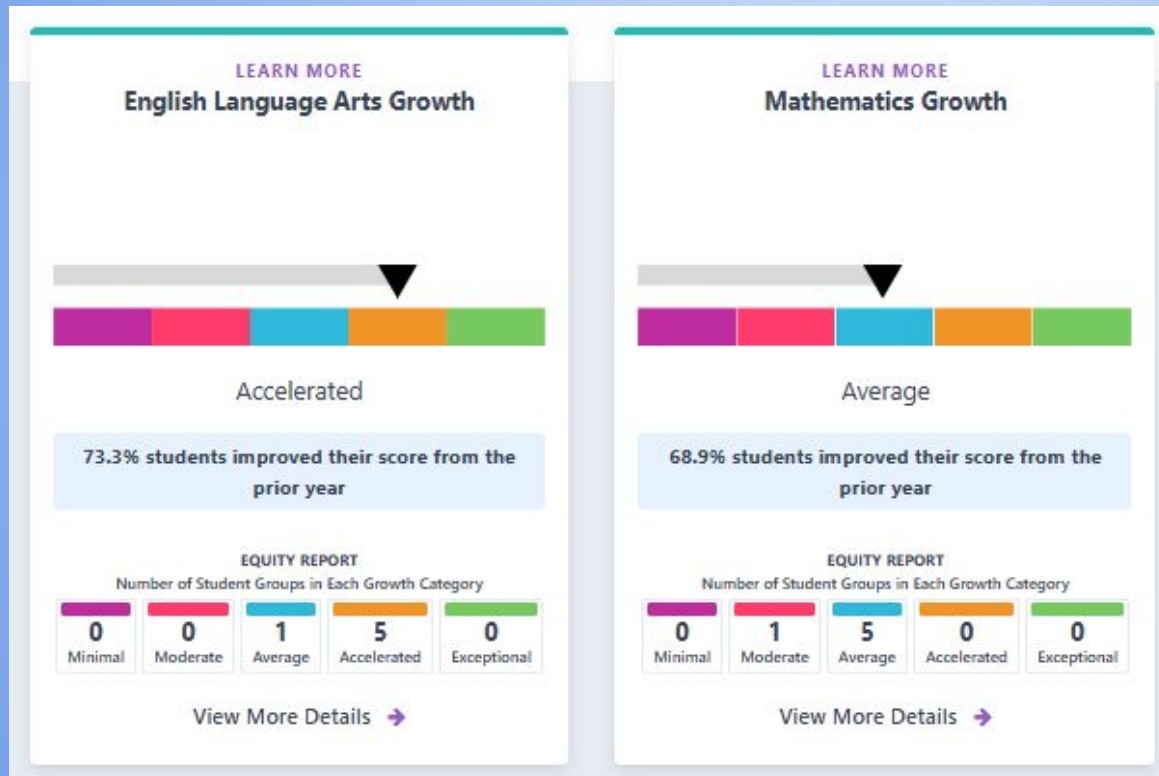 LEARN MORE
English Language Arts Growth
Accelerated
73.3% students improved their score from the
prior year
EQUITY REPORT
Number of Student Groups in Each Growth Category
0 0 1 5 0
Minimal Moderate Average Accelerated Exceptional
View More Details
LEARN MORE
Mathematics Growth
Average
68.9% students improved their score from the
prior year
EQUITY REPORT
Number of Student Groups in Each Growth Category
0 1 5 0 0
Minimal Moderate Average Accelerated Exceptional
View More Details